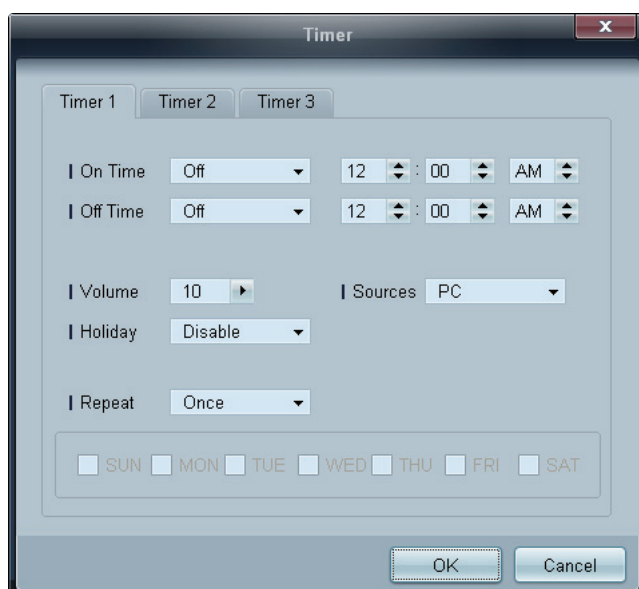 Timer
x
Timer 1 Timer 2 Timer 3
On Time Off 12 : 00 AM
Off Time Off 12 : 00 AM
Volume 10 Sources PC
Holiday Disable
Repeat Once
SUN MON TUE WED THU FRI SAT
OK Cancel